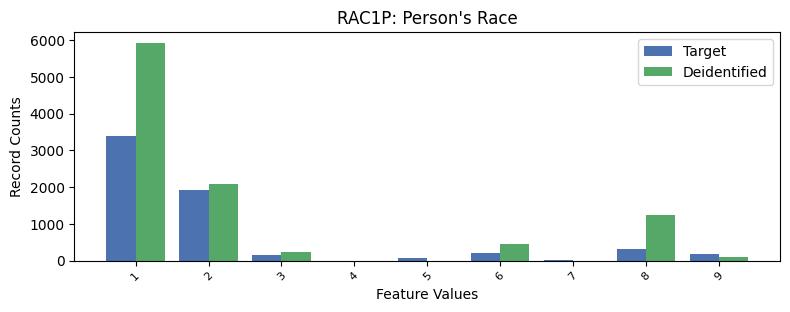 RAC1P: Person's Race
Target
Deidentified
Record Counts
6000
5000
4000
3000
2000
1000
0
1 2 3 4 5 6 7 8 9
Feature Values